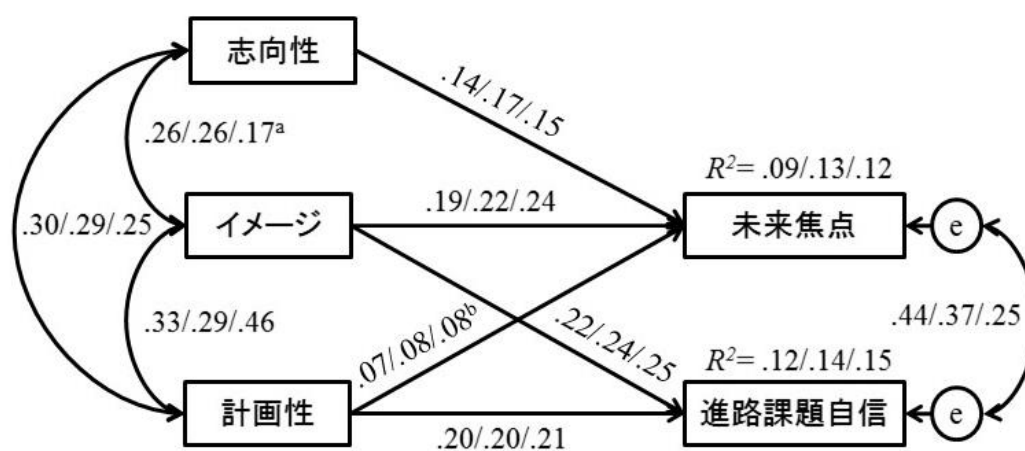 志向性
.14/.17/.15
.26/.26/.17ᵃ
R²= .09/.13/.12
.30/.29/.25
イメージ
.19/.22/.24
未来焦点
e
.33/.29/.46
.07/.08/.08ᵇ
.22/.24/.25
.44/.37/.25
R²= .12/.14/.15
計画性
.20/.20/.21
進路課題自信
e